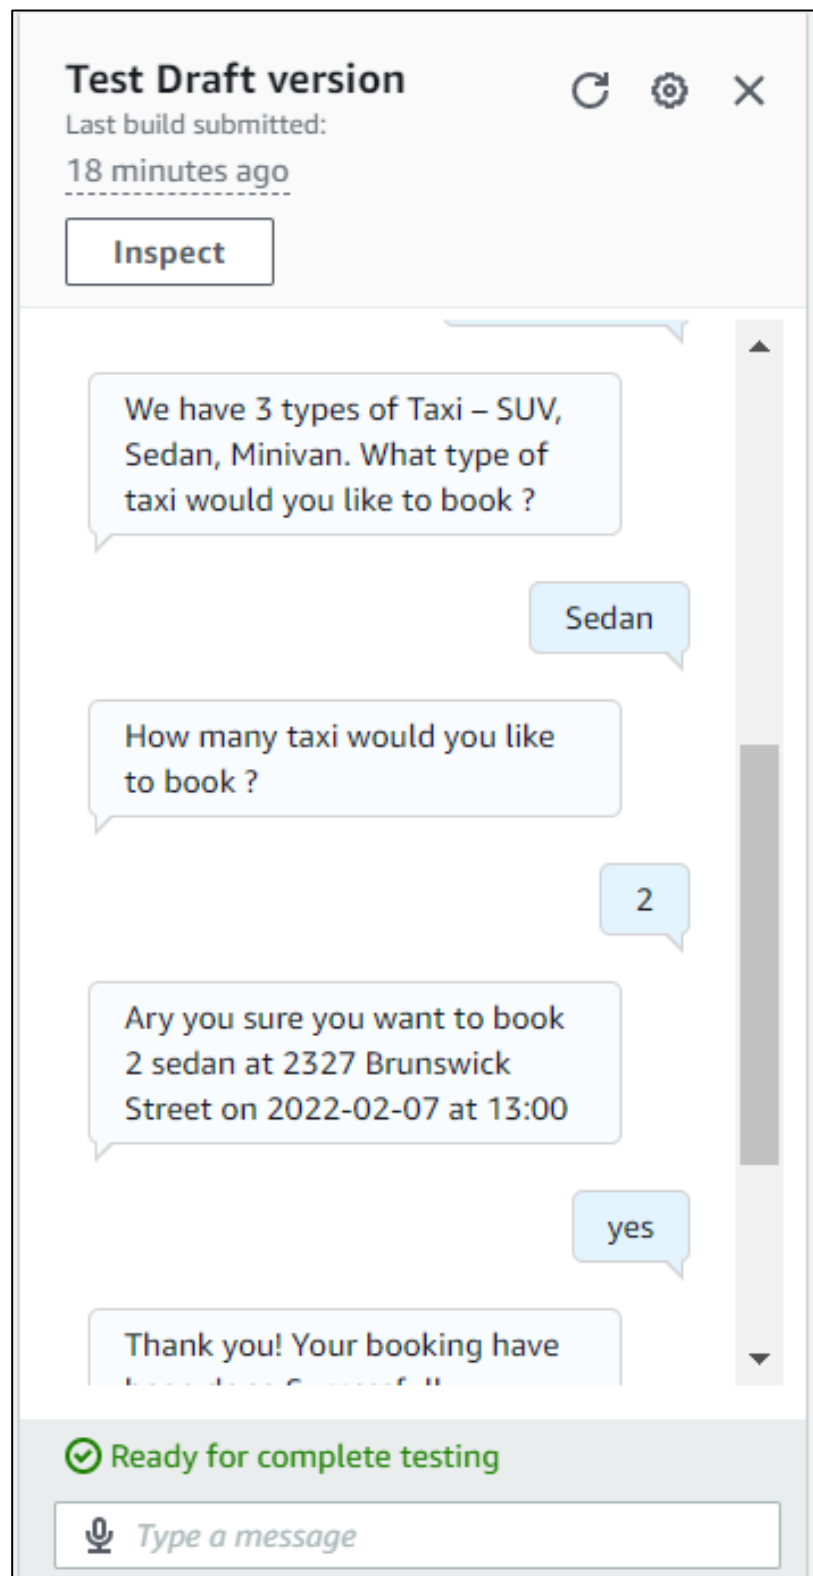 Test Draft version
Last build submitted:
18 minutes ago
Inspect
We have 3 types of Taxi – SUV,
Sedan, Minivan. What type of
taxi would you like to book ?
Sedan
How many taxi would you like
to book ?
2
Ary you sure you want to book
2 sedan at 2327 Brunswick
Street on 2022-02-07 at 13:00
yes
Thank you! Your booking have
Ready for complete testing
Type a message